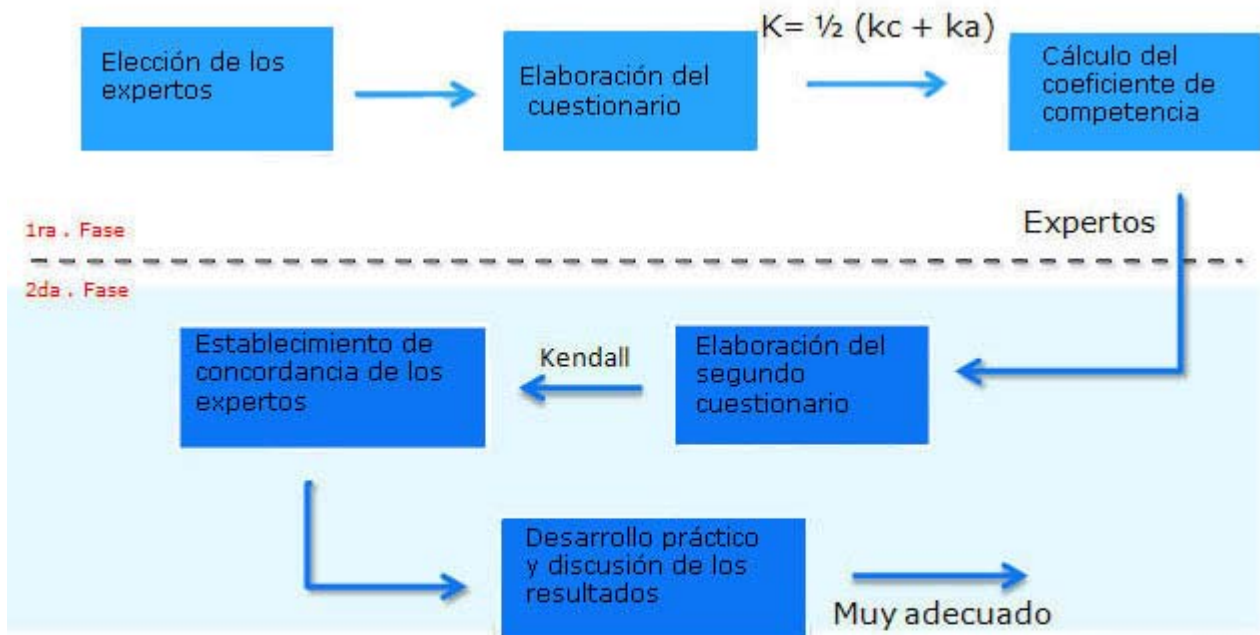 Elección de los
expertos
Elaboración del
cuestionario
K= ½ (kc + ka)
Cálculo del
coeficiente de
competencia
Expertos
1ra . Fase
2da . Fase
Elaboración del
segundo
cuestionario
Kendall
Establecimiento de
concordancia de los
expertos
Desarrollo práctico
y discusión de los
resultados
Muy adecuado